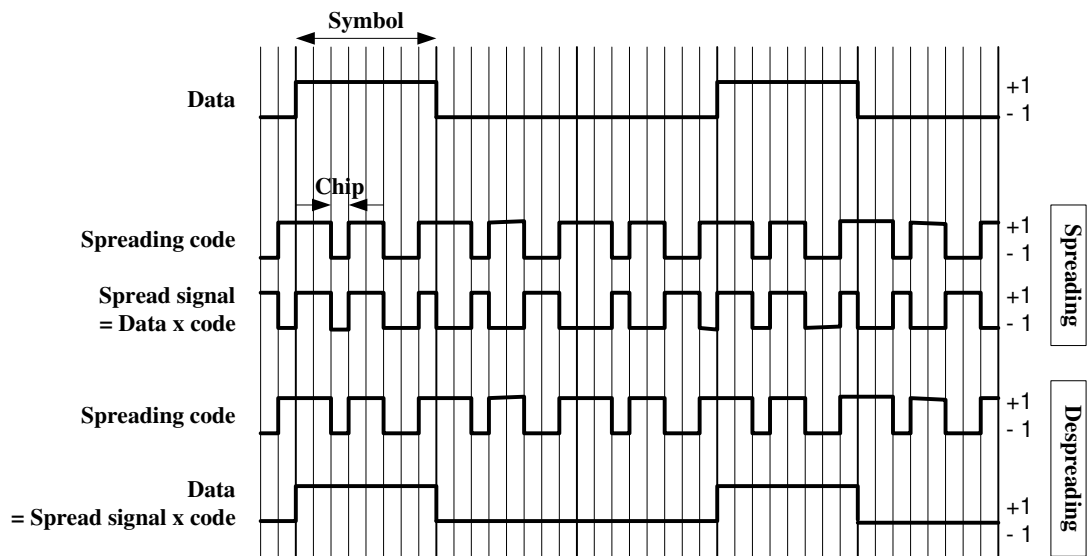 Symbol
Data
+1
- 1
Chip
Spreading code
+1
- 1
Spread signal
= Data x code
+1
- 1
Spreading
Spreading code
+1
- 1
Data
= Spread signal x code
+1
- 1
Despreading